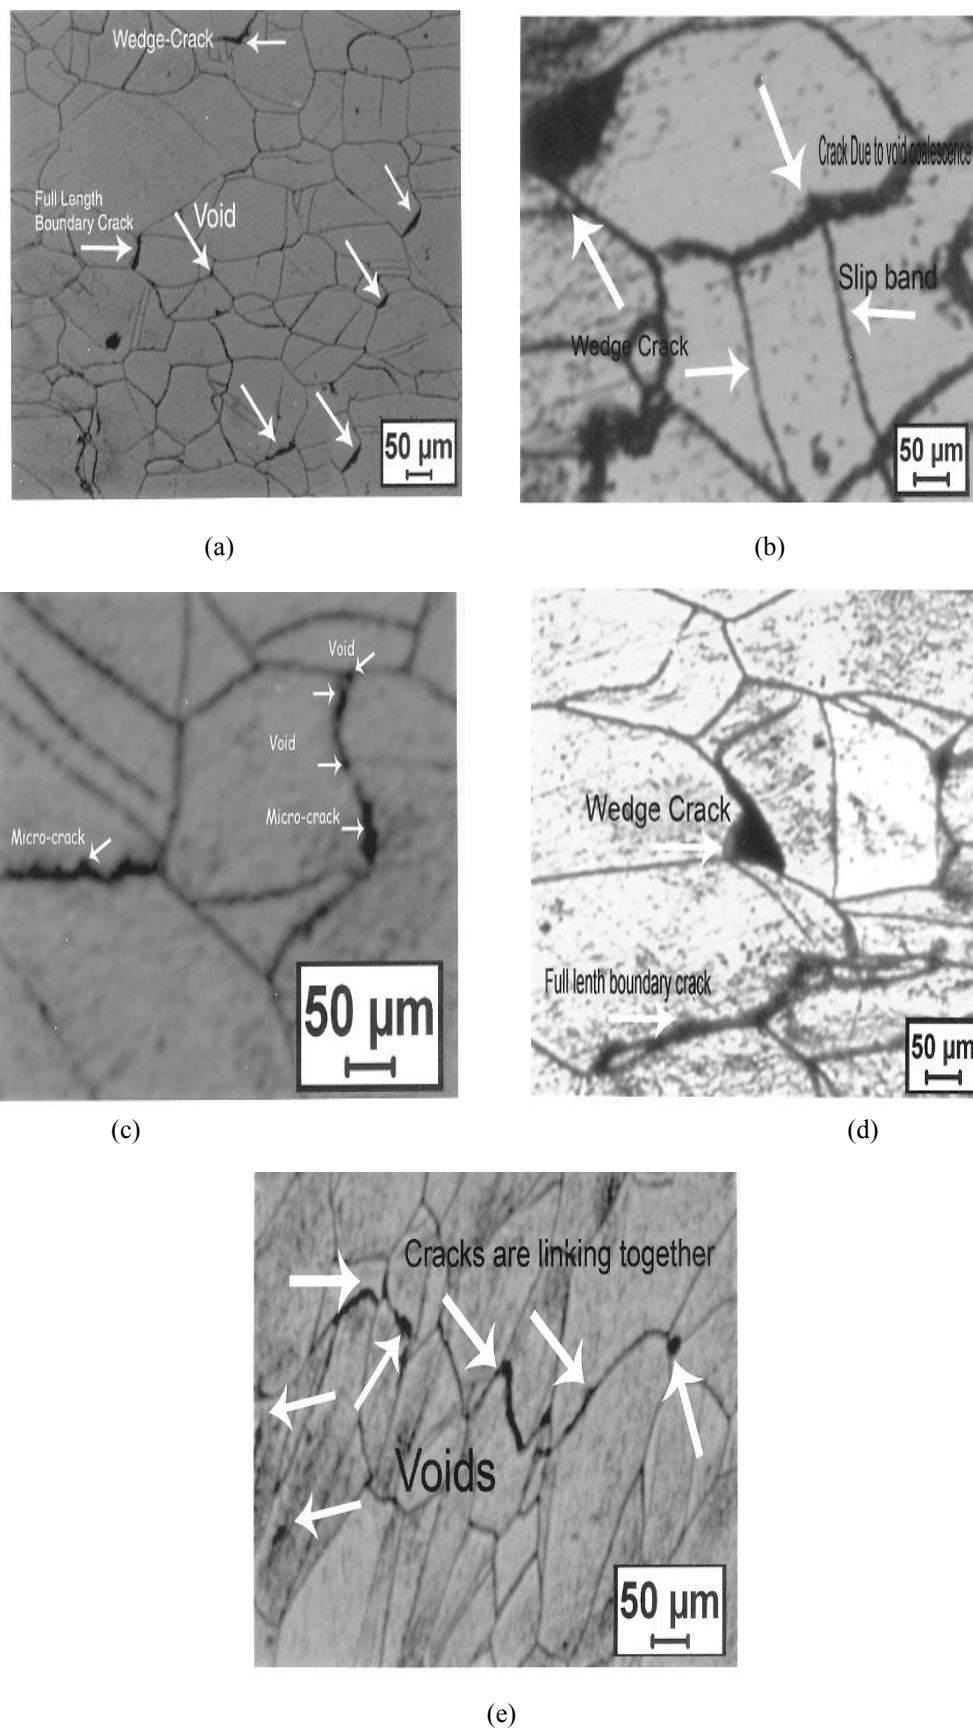 Wedge-Crack
Full Length
Boundary Crack
Void
50 µm
(a)
Crack Due to void coalescence
Slip band
Wedge Crack
50 µm
(b)
Void
Void
Micro-crack
Micro-crack
50 µm
(c)
Wedge Crack
Full lenth boundary crack
50 µm
(d)
Cracks are linking together
Voids
50 µm
(e)